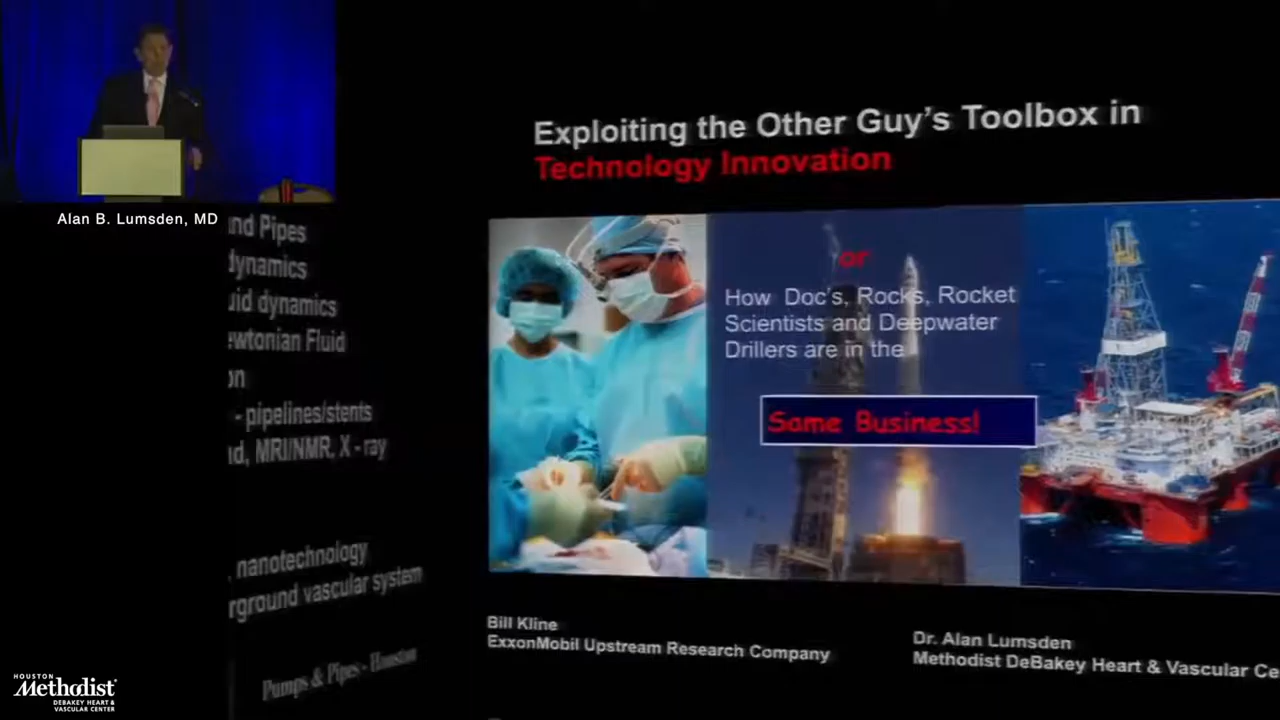 Alan B. Lumsden, MD
Exploiting the Other Guy's Toolbox in
Technology Innovation
or
How Doc's, Rocks, Rocket
Scientists and Deepwater
Drillers are in the
Same Business!
Bill Kline
ExxonMobil Upstream Research Company
Dr. Alan Lumsden
Methodist DeBakey Heart & Vascular Ce
nd Pipes
dynamics
uid dynamics
ewtonian Fluid
on
- pipelines/stents
nd, MRI/NMR, X - ray
, nanotechnology
rground vascular system
Pumps & Pipes - Houston
HOUSTON
Methodist
DEBAKEY HEART &
VASCULAR CENTER